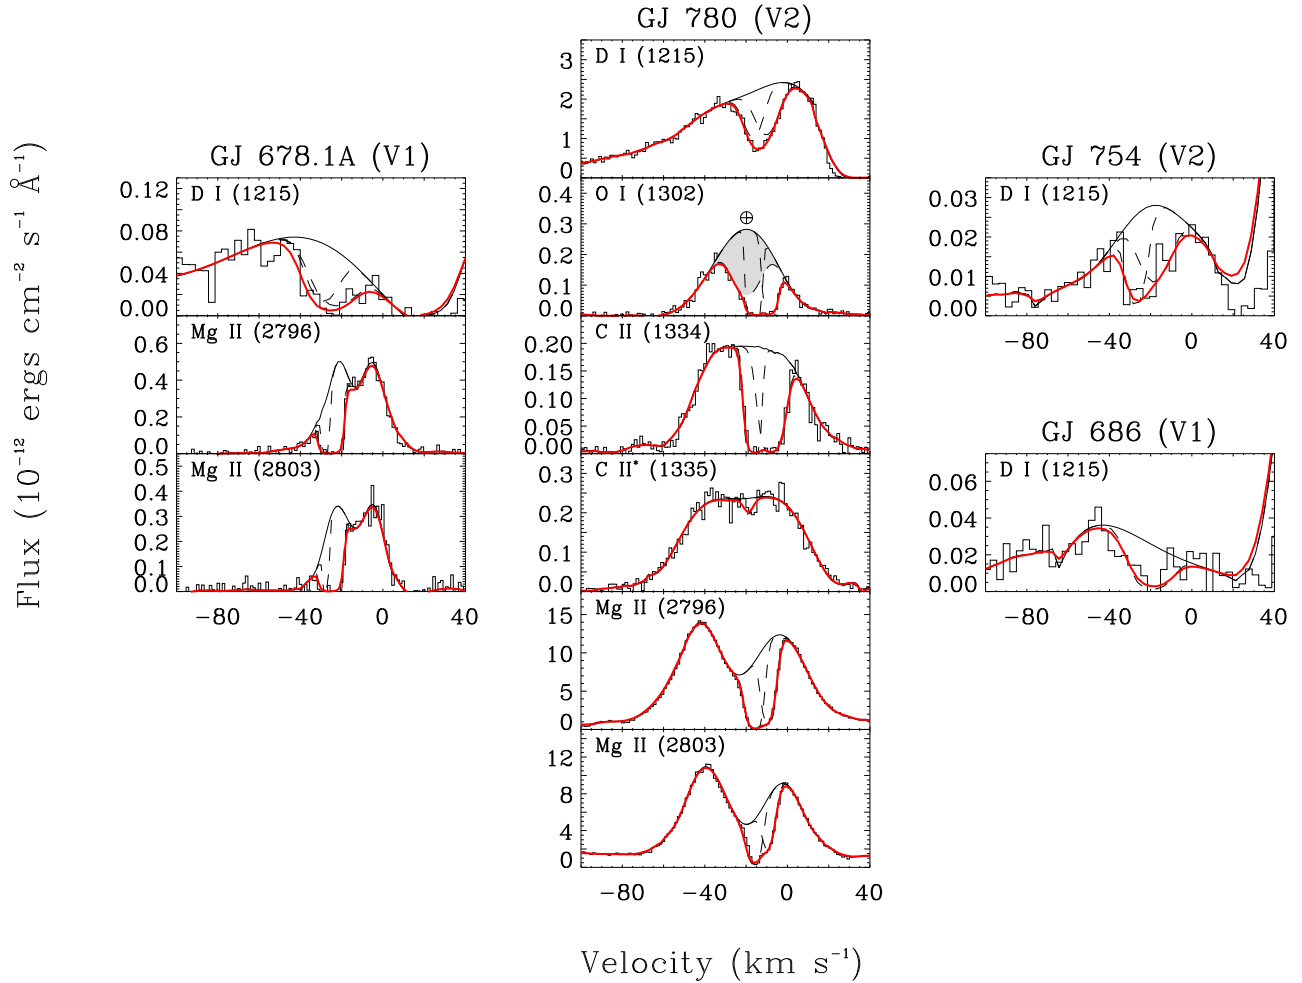 GJ 780 (V2)
D I (1215)
3
2
1
0
O I (1302)
⊕
0.4
0.3
0.2
0.1
0.0
C II (1334)
0.20
0.15
0.10
0.05
0.00
C II* (1335)
0.3
0.2
0.1
0.0
Mg II (2796)
15
10
5
0
Mg II (2803)
12
8
4
0
−80 −40 0 40
GJ 678.1A (V1)
D I (1215)
0.12
0.08
0.04
0.00
Mg II (2796)
0.6
0.4
0.2
0.0
Mg II (2803)
0.5
0.4
0.3
0.2
0.1
0.0
−80 −40 0 40
GJ 754 (V2)
D I (1215)
0.03
0.02
0.01
0.00
−80 −40 0 40
GJ 686 (V1)
D I (1215)
0.06
0.04
0.02
0.00
−80 −40 0 40
Flux (10⁻¹² ergs cm⁻² s⁻¹ Å⁻¹)
Velocity (km s⁻¹)